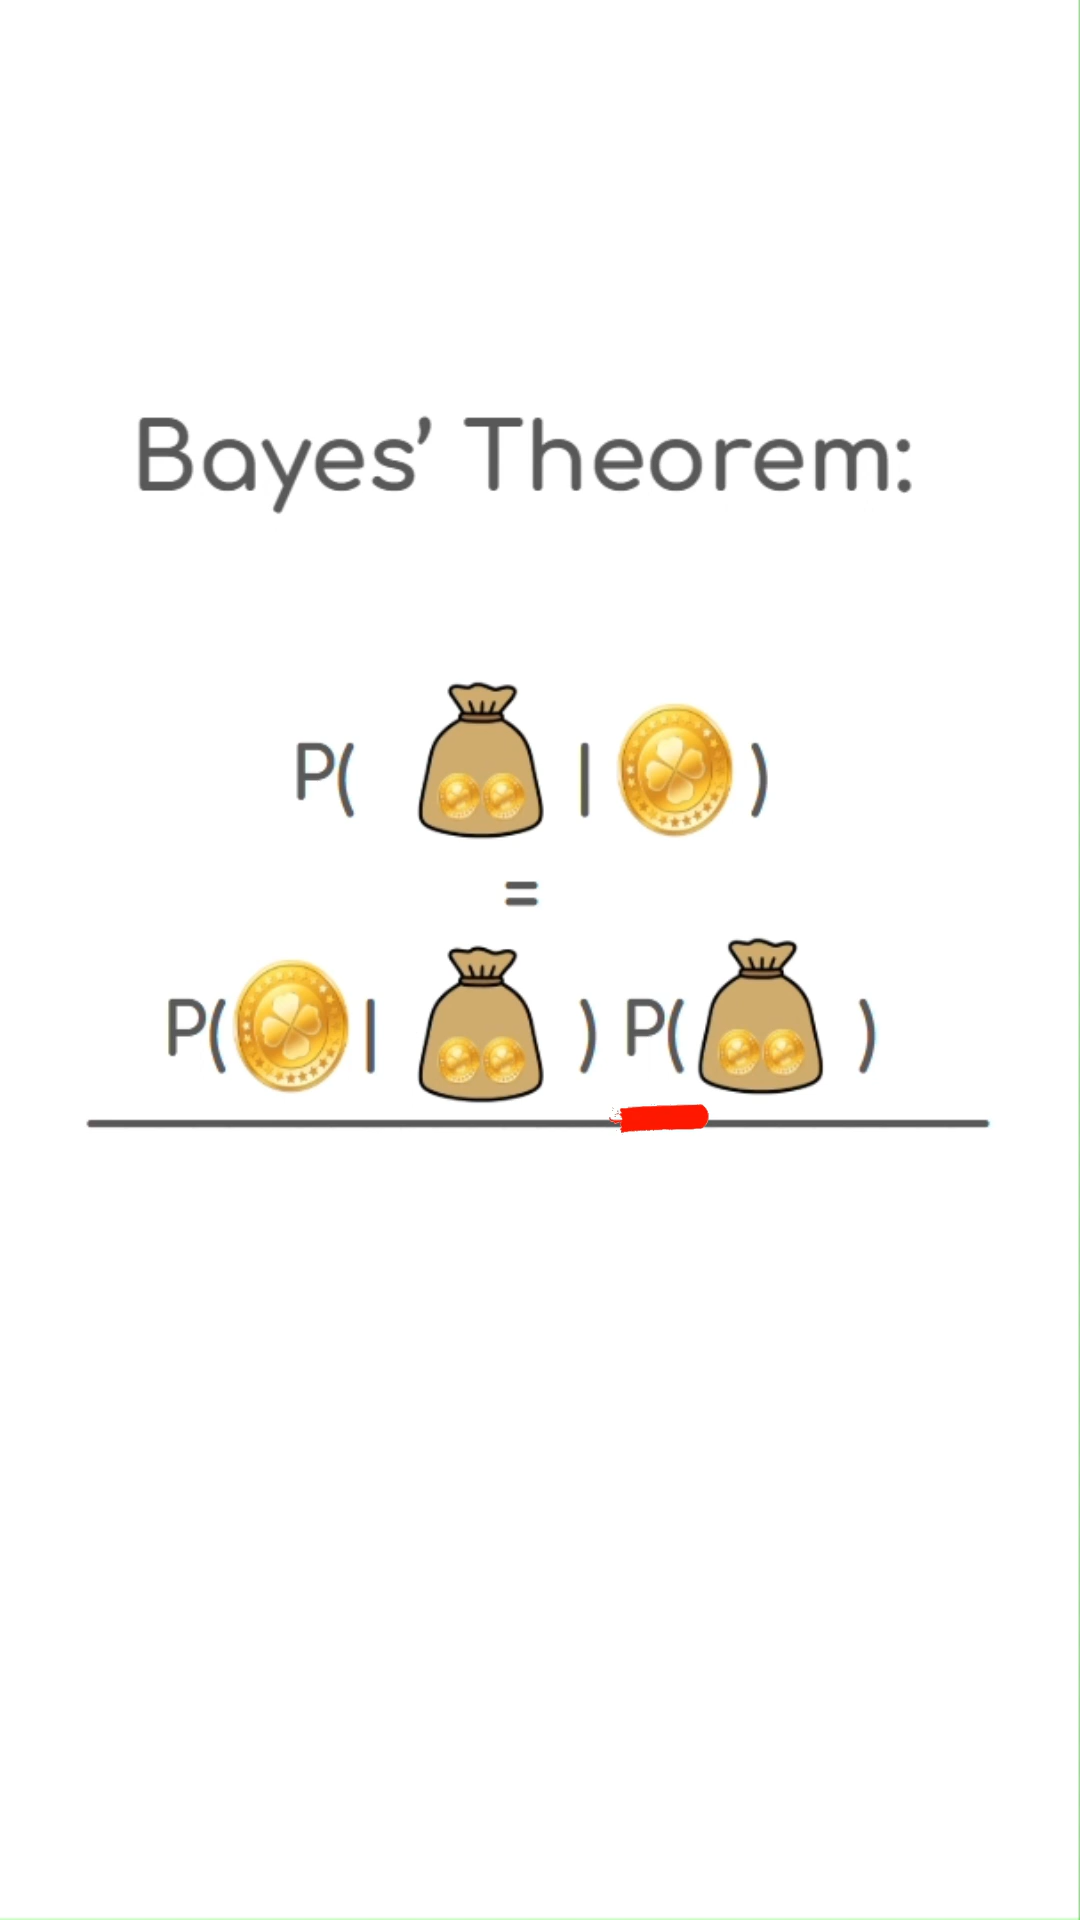 Bayes’ Theorem:
P( | )
=
P( | ) P( )